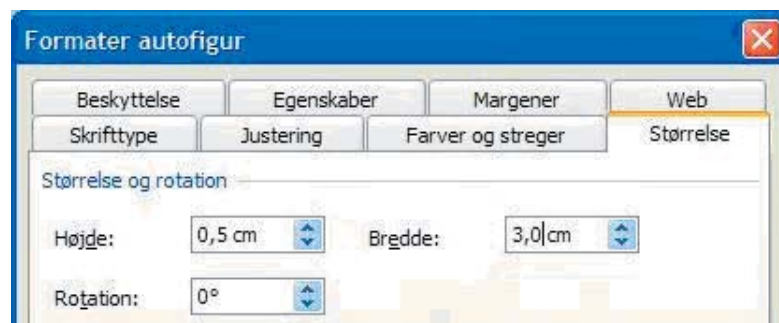 Formater autofigur
Beskyttelse Egenskaber Margener Web
Skrifttype Justering Farver og streger Størrelse
Størrelse og rotation
Højde: 0,5 cm Bredde: 3,0 cm
Rotation: 0°